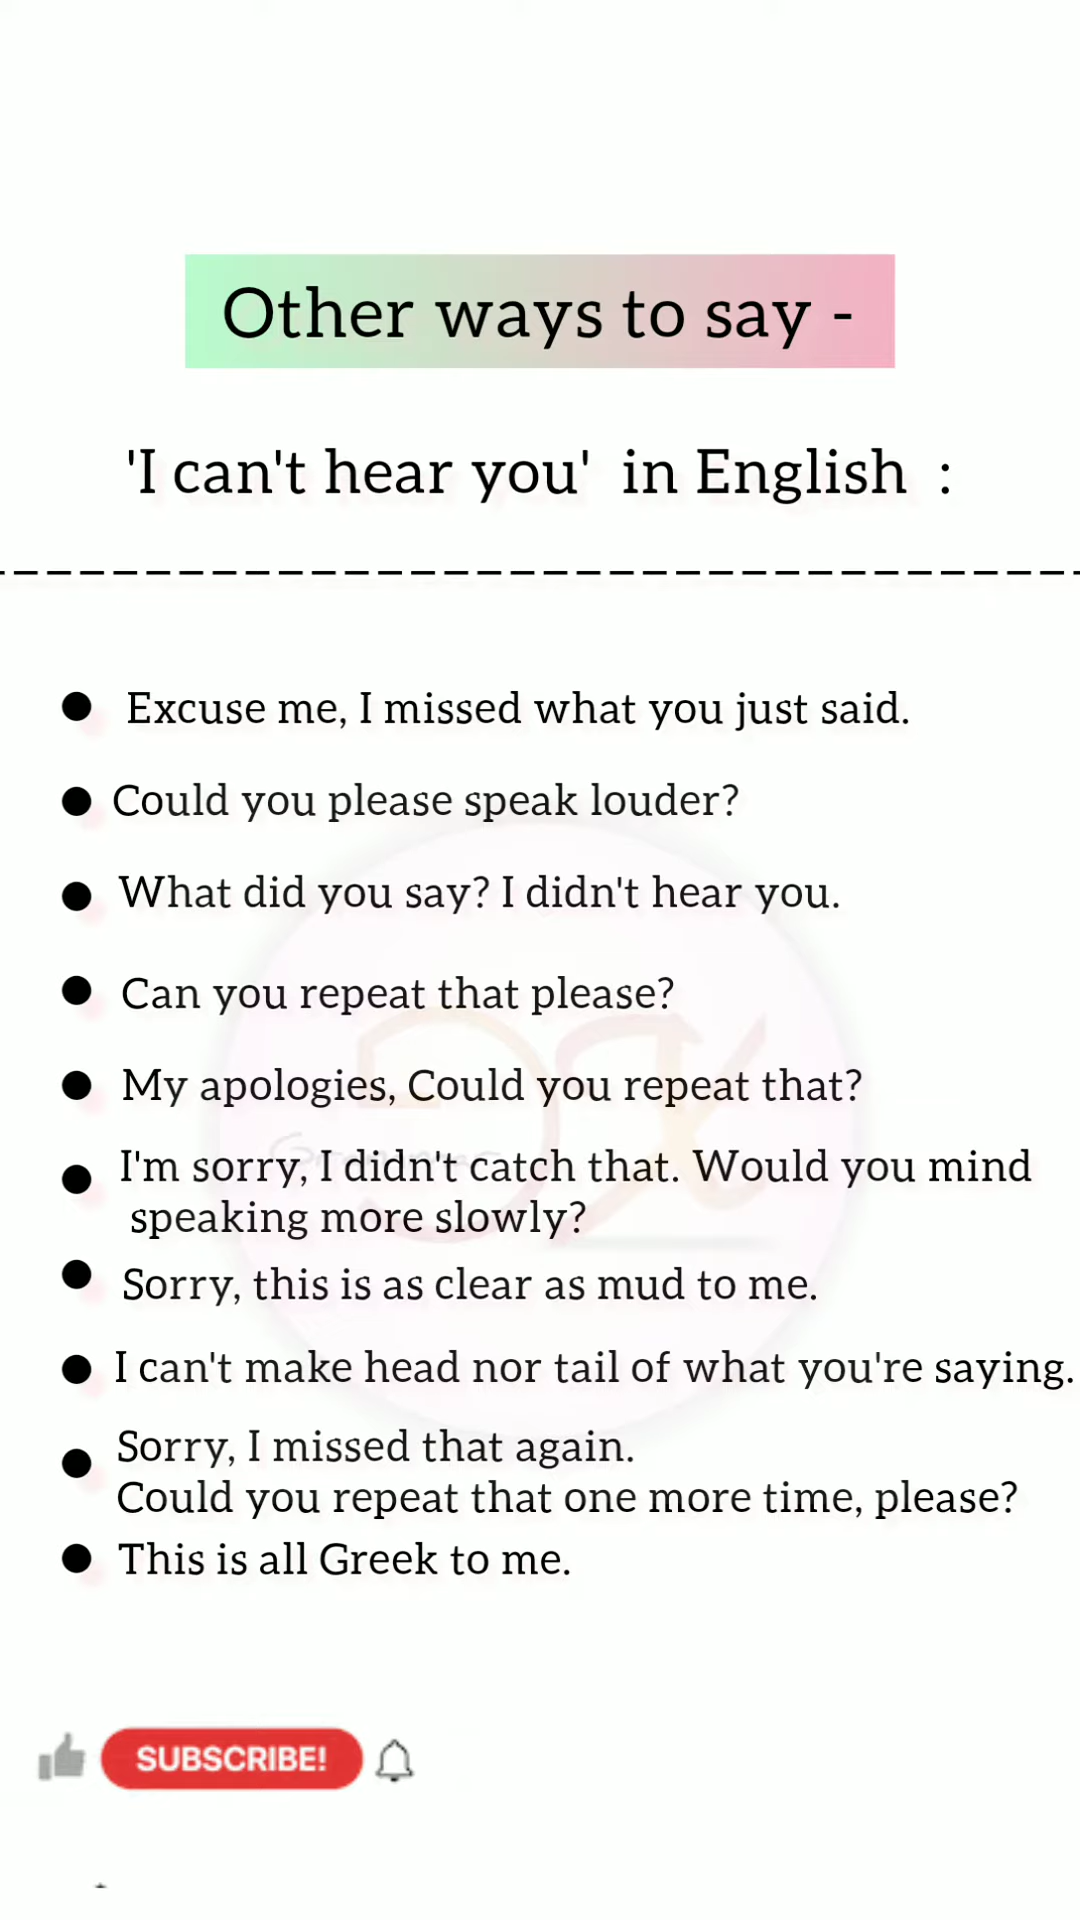 Other ways to say -
'I can't hear you' in English :
Excuse me, I missed what you just said.
Could you please speak louder?
What did you say? I didn't hear you.
Can you repeat that please?
My apologies, Could you repeat that?
I'm sorry, I didn't catch that. Would you mind
speaking more slowly?
Sorry, this is as clear as mud to me.
I can't make head nor tail of what you're saying.
Sorry, I missed that again.
Could you repeat that one more time, please?
This is all Greek to me.
SUBSCRIBE!